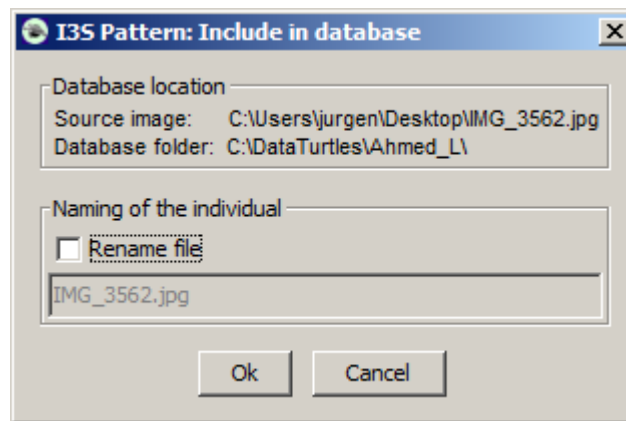 I3S Pattern: Include in database
Database location
Source image: C:\Users\jurgen\Desktop\IMG_3562.jpg
Database folder: C:\DataTurtles\Ahmed_L\
Naming of the individual
Rename file
IMG_3562.jpg
Ok Cancel